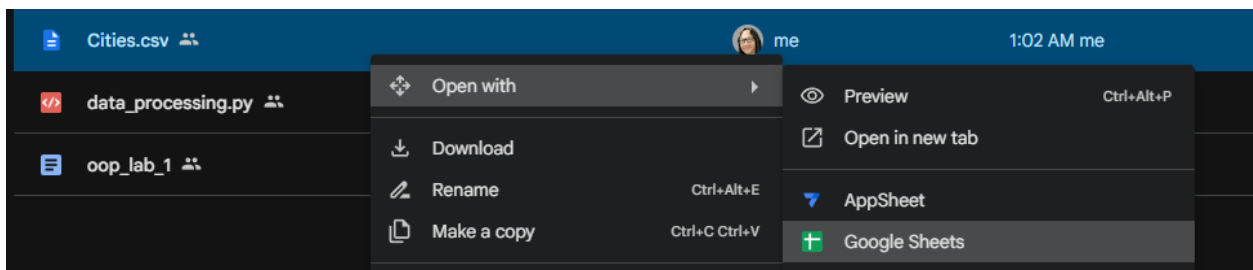 Cities.csv me 1:02 AM me
Open with Preview Ctrl+Alt+P
data_processing.py
Open in new tab
Download
oop_lab_1
Rename Ctrl+Alt+E AppSheet
Make a copy Ctrl+C Ctrl+V Google Sheets